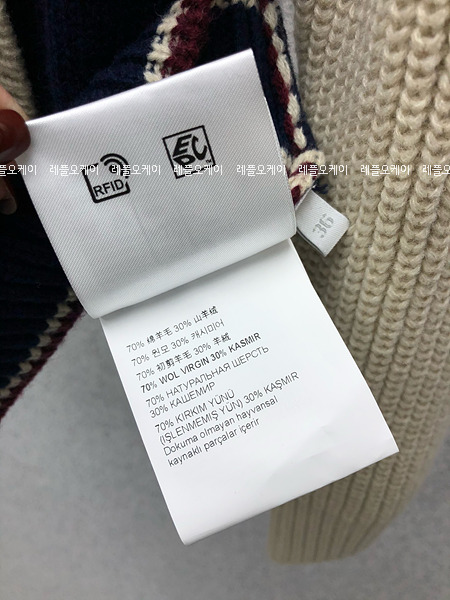 레플오케이 레플오케이 레플오케이 레플오케이 레플오케이 레플오케이
RFID
36
70% 绵羊毛 30% 山羊绒
70% 원모 30% 캐시미어
70% 初剪羊毛 30% 羊絨
70% WOL VIRGIN 30% KASMIR
70% НАТУРАЛЬНАЯ ШЕРСТЬ
30% КАШЕМИР
70% KIRKIM YÜNÜ
(IŞLENMEMIŞ YÜN) 30% KAŞMIR
Dokuma olmayan hayvansal
kaynaklı parçalar içerir